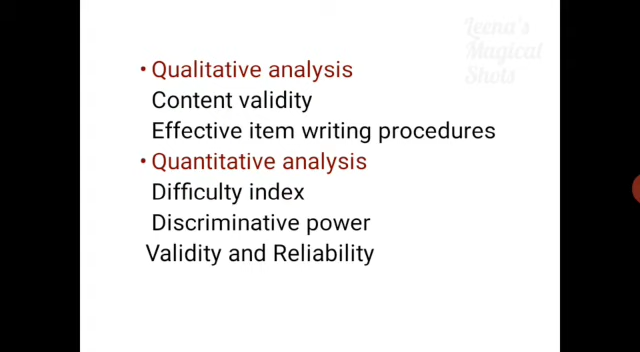 Leena's
Magical
Shots
• Qualitative analysis
Content validity
Effective item writing procedures
• Quantitative analysis
Difficulty index
Discriminative power
Validity and Reliability